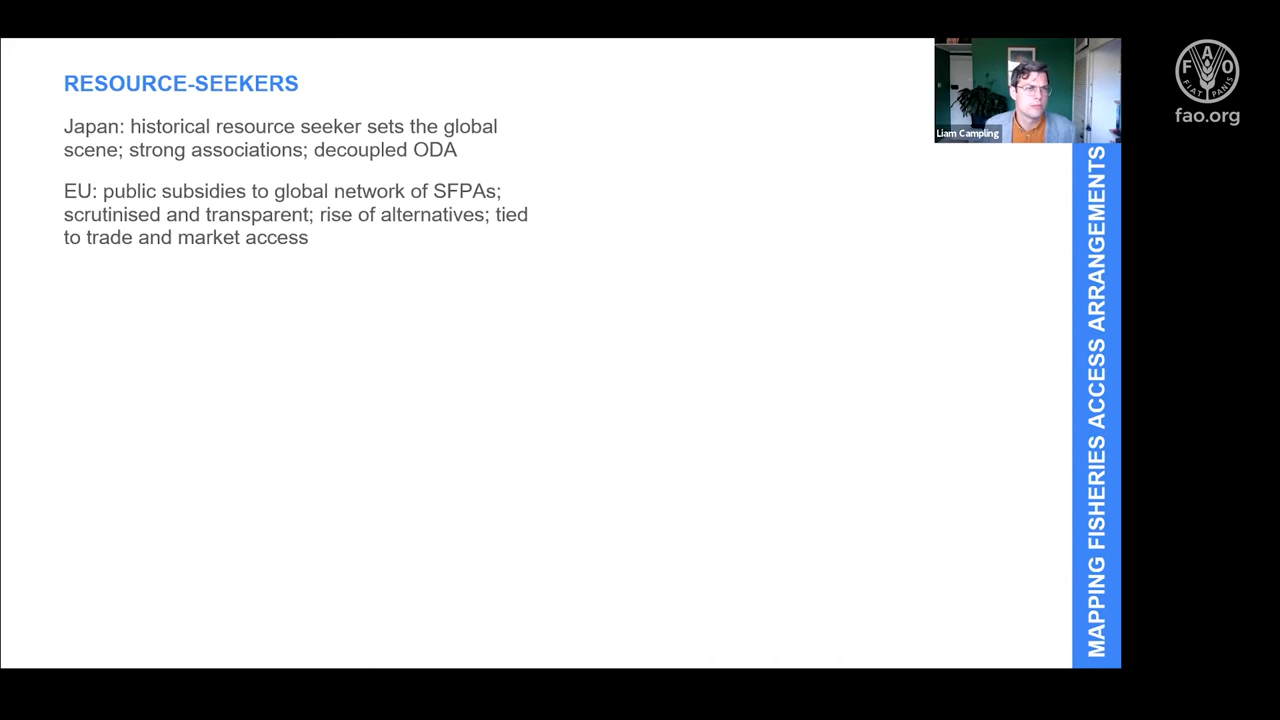 RESOURCE-SEEKERS
Japan: historical resource seeker sets the global
scene; strong associations; decoupled ODA
EU: public subsidies to global network of SFPAs;
scrutinised and transparent; rise of alternatives; tied
to trade and market access
Liam Campling
MAPPING FISHERIES ACCESS ARRANGEMENTS
F A O
FIAT PANIS
fao.org